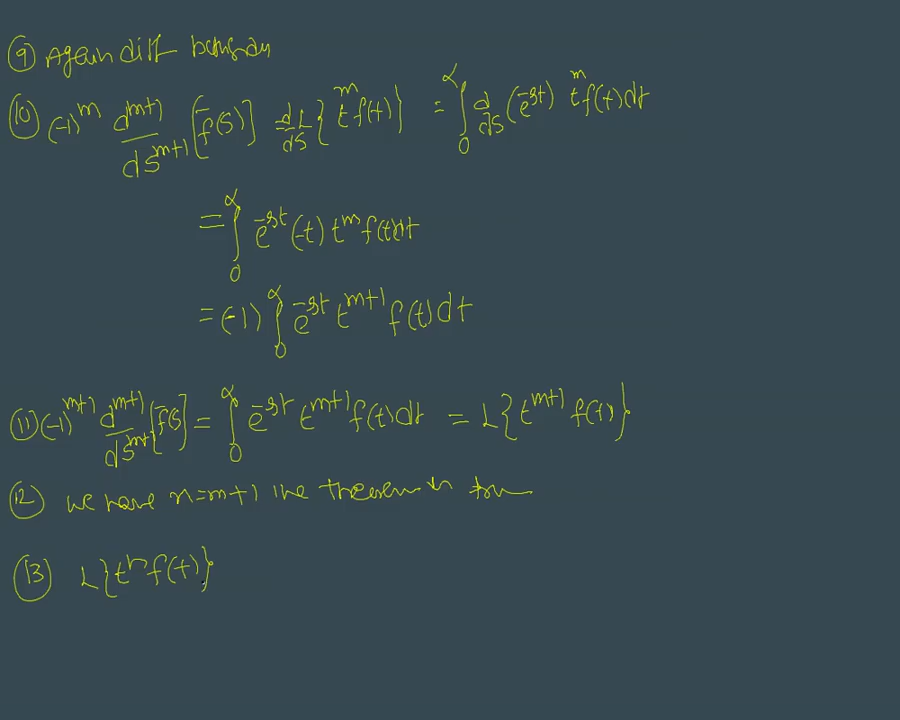 ⑨ Again diff
⑩ (-1)^m d^{m+1}/ds^{m+1} [f̄(s)] = d/ds L{t^m f(t)} = ∫_0^∝ d/ds (e^{-st}) t^m f(t)dt
= ∫_0^∝ e^{-st} (-t) t^m f(t)dt
= (-1) ∫_0^∝ e^{-st} t^{m+1} f(t)dt
⑪ (-1)^{m+1} d^{m+1}/ds^{m+1} [f̄(s)] = ∫_0^∝ e^{-st} t^{m+1} f(t)dt = L{t^{m+1} f(t)}
⑫ we have n=m+1 the theorem is true
⑬ L{t^n f(t)}